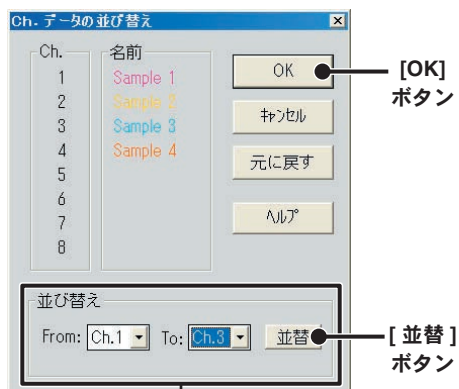 Ch. データの並び替え
Ch. 名前
1 Sample 1
2 Sample 2
3 Sample 3
4 Sample 4
5
6
7
8
OK
キャンセル
元に戻す
ヘルプ
[OK]
ボタン
並び替え
From: Ch.1 To: Ch.3 並替
[ 並替 ]
ボタン